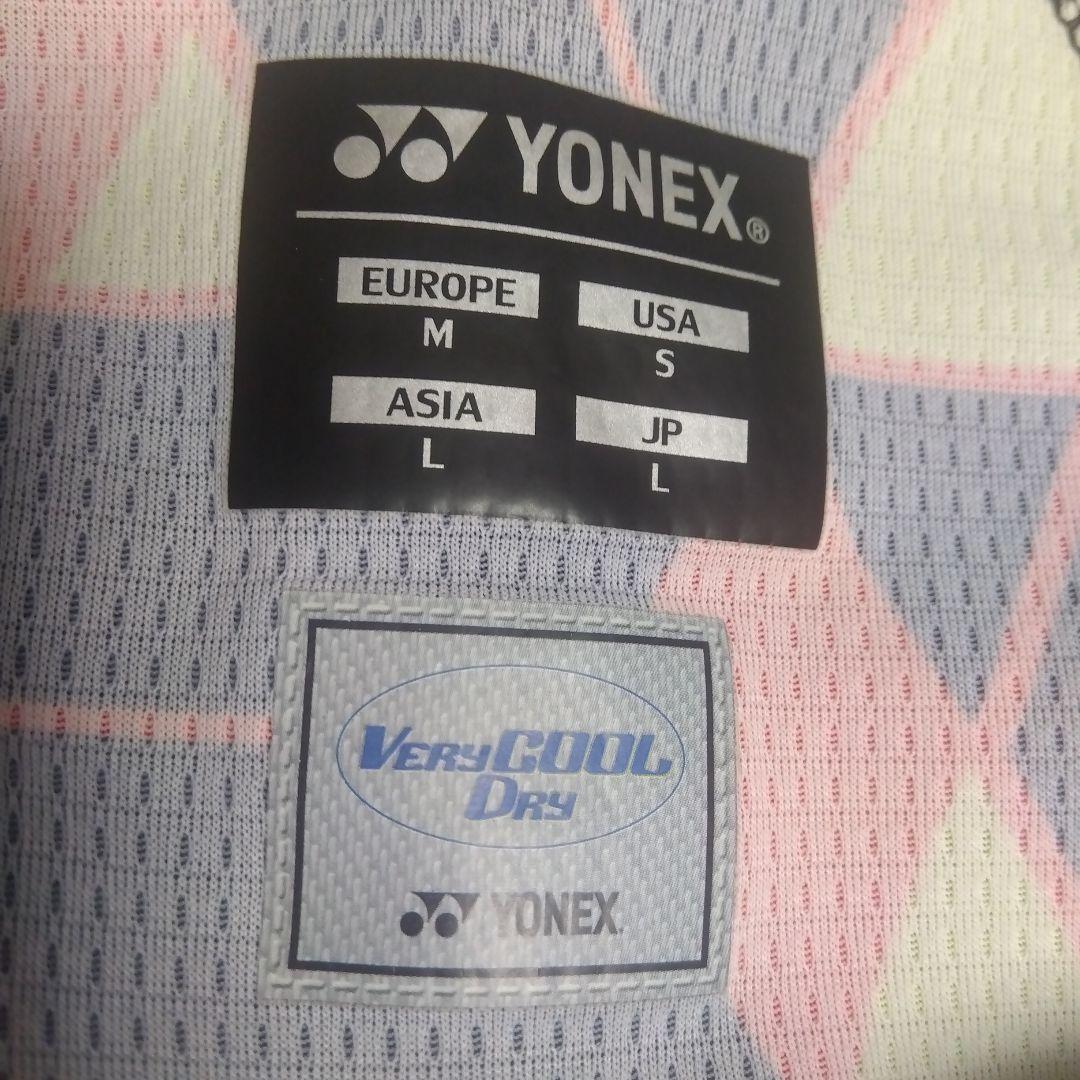 YONEX®
EUROPE
M
USA
S
ASIA
L
JP
L
VERY COOL
DRY
YONEX